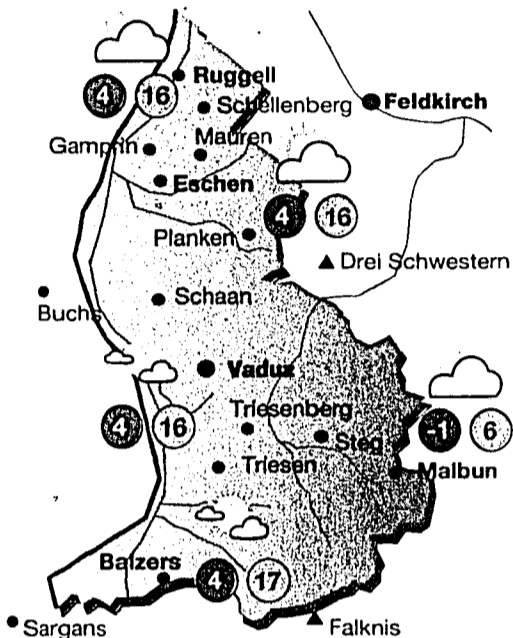 Ruggell
4 16
Schellenberg
Feldkirch
Gamprin
Mauren
Eschen
4 16
Planken
Drei Schwestern
Buchs
Schaan
Vaduz
Triesenberg
4 16
Steg
-1 6
Triesen
Malbun
Balzers
4 17
Sargans
Falknis